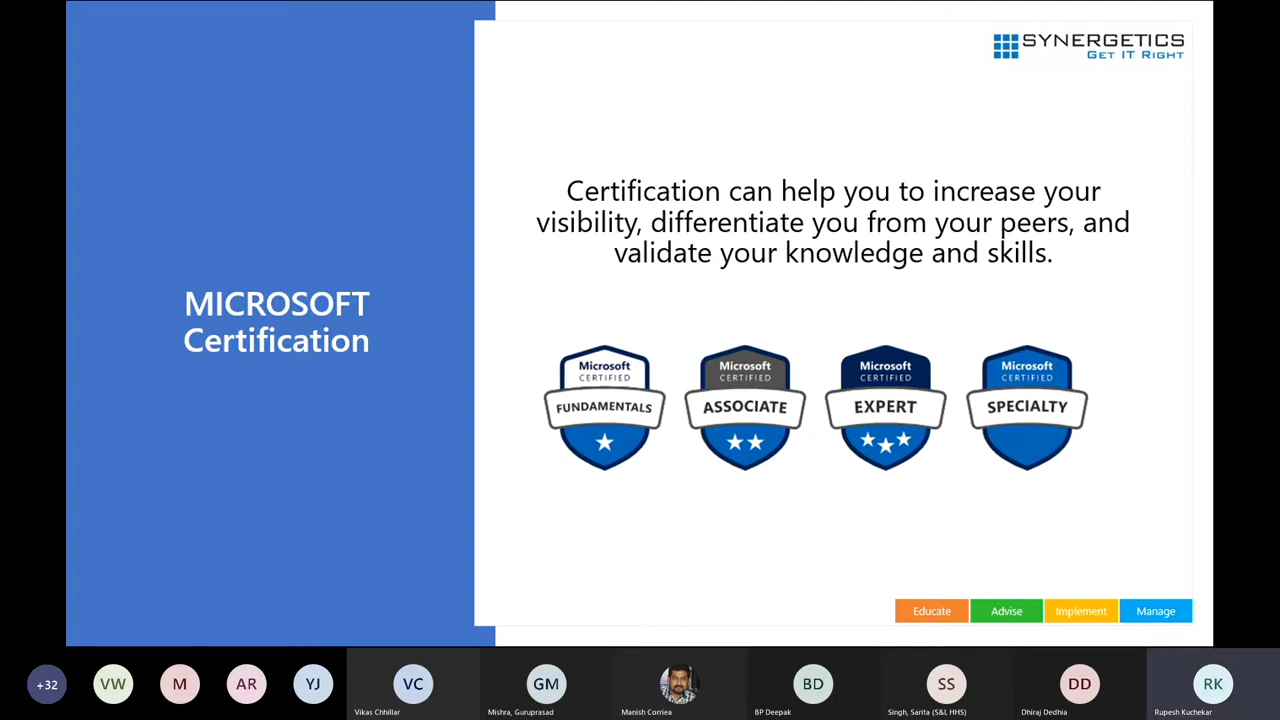 SYNERGETICS
GET IT RIGHT
MICROSOFT
Certification
Certification can help you to increase your
visibility, differentiate you from your peers, and
validate your knowledge and skills.
Microsoft
CERTIFIED
FUNDAMENTALS
Microsoft
CERTIFIED
ASSOCIATE
Microsoft
CERTIFIED
EXPERT
Microsoft
CERTIFIED
SPECIALTY
Educate
Advise
Implement
Manage
+32
VW
M
AR
YJ
VC
Vikas Chhillar
GM
Mishra, Guruprasad
Manish Corriea
BD
BP Deepak
SS
Singh, Sarita (S&L HHS)
DD
Dhiraj Dedhia
RK
Rupesh Kuchekar